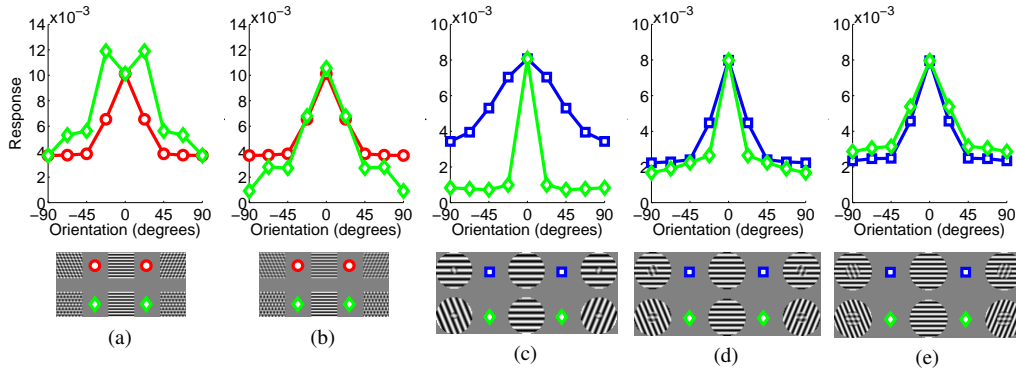 x10⁻³ x10⁻³ x10⁻³ x10⁻³ x10⁻³
14 14 8 8 8
12 12
10 10 6 6 6
8 8
Response
6 6 4 4 4
4 4 2 2 2
2 2
0 0 0 0 0
−90 −45 0 45 90 −90 −45 0 45 90 −90 −45 0 45 90 −90 −45 0 45 90 −90 −45 0 45 90
Orientation (degrees) Orientation (degrees) Orientation (degrees) Orientation (degrees) Orientation (degrees)
(a) (b) (c) (d) (e)